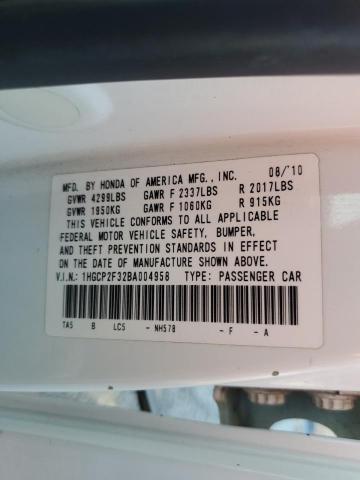 MFD. BY HONDA OF AMERICA MFG., INC. 08/'10
GVWR 4299LBS GAWR F 2337LBS R 2017LBS
GVWR 1950KG GAWR F 1060KG R 915KG
THIS VEHICLE CONFORMS TO ALL APPLICABLE
FEDERAL MOTOR VEHICLE SAFETY, BUMPER,
AND THEFT PREVENTION STANDARDS IN EFFECT
ON THE DATE OF MANUFACTURE SHOWN ABOVE.
V.I.N.: 1HGCP2F32BA004956 TYPE: PASSENGER CAR
TA5 B LC5 -NH578 -F -A